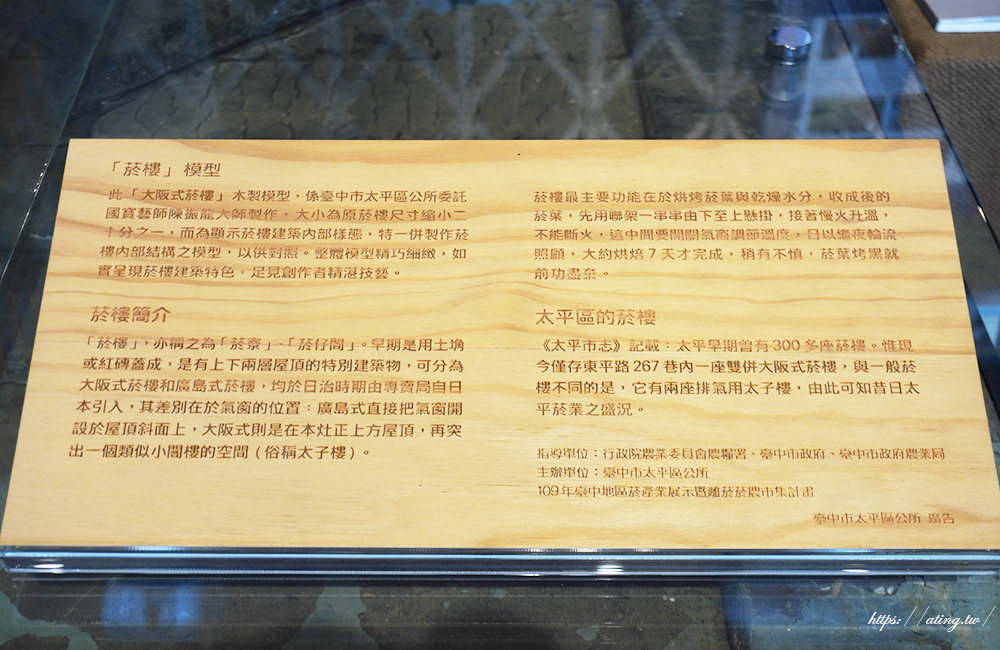 「菸樓」模型
此「大阪式菸樓」木製模型，係臺中市太平區公所委託
國寶藝師陳振龍大師製作，大小為原菸樓尺寸縮小二
十分之一，而為顯示菸樓建築內部樣態，特一併製作菸
樓內部結構之模型，以供對照。整體模型精巧細緻，如
實呈現菸樓建築特色，足見創作者精湛技藝。
菸樓簡介
「菸樓」，亦稱之為「菸寮」、「菸仔間」。早期是用土埆
或紅磚蓋成，是有上下兩層屋頂的特別建築物，可分為
大阪式菸樓和廣島式菸樓，均於日治時期由專賣局自日
本引入，其差別在於氣窗的位置：廣島式直接把氣窗開
設於屋頂斜面上，大阪式則是在本灶正上方屋頂，再突
出一個類似小閣樓的空間（俗稱太子樓）。
菸樓最主要功能在於烘烤菸葉與乾燥水分，收成後的
菸葉，先用聯架一串串由下至上懸掛，接著慢火升溫，
不能斷火，這中間要開關氣窗調節溫度，日以繼夜輪流
照顧，大約烘焙7天才完成，稍有不慎，菸葉烤黑就
前功盡棄。
太平區的菸樓
《太平市志》記載：太平早期曾有300多座菸樓。惟現
今僅存東平路267巷內一座雙併大阪式菸樓，與一般菸
樓不同的是，它有兩座排氣用太子樓，由此可知昔日太
平菸業之盛況。
指導單位：行政院農業委員會農糧署、臺中市政府、臺中市政府農業局
主辦單位：臺中市太平區公所
109年臺中地區菸產業展示暨離菸菸農市集計畫
臺中市太平區公所 廣告
https://ating.tw/